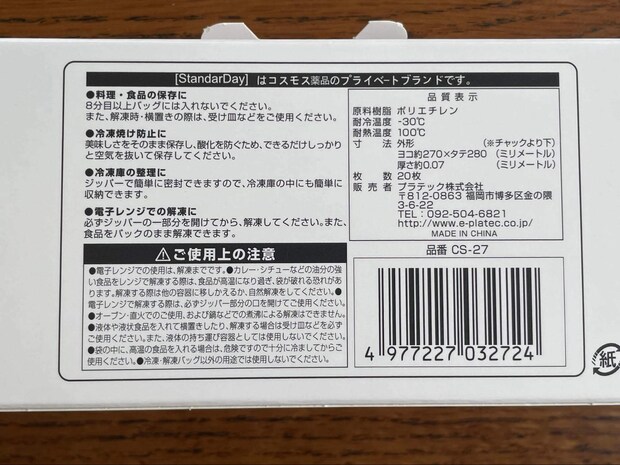 [StandarDay] はコスモス薬品のプライベートブランドです。
●料理・食品の保存に
8分目以上バッグには入れないでください。
また、解凍時・横置きの際は、受け皿などをご使用ください。
●冷凍焼け防止に
美味しさをそのまま保存し、酸化を防ぐため、できるだけしっかり
と空気を抜いて保存してください。
●冷凍庫の整理に
ジッパーで簡単に密封できますので、冷凍庫の中にも簡単に
収納できます。
●電子レンジでの解凍に
必ずジッパーの一部分を開けてから、解凍してください。また、
食品をパックのまま解凍できます。
⚠ご使用上の注意
●電子レンジでの使用は、解凍までです。●カレー・シチューなどの油分の強
い食品をレンジで解凍する際は、食品が高温になり過ぎ、袋が破れる恐れがあ
ります。解凍する際は他の容器に移しかえるか、自然解凍をしてください。●
電子レンジで解凍する際は、必ずジッパー部分の口を開けてご使用ください。
●オーブン・直火でのご使用、および鍋などでの煮沸による解凍はできません。
●液体や液状食品を入れて横置きしたり、解凍する場合は受け皿などを必ず
ご使用ください。また、液体の持ち運び容器としては使用しないでください。
●袋の中に、高温の食品を入れる場合は、危険ですので十分に冷ましてからご
使用ください。●冷凍・解凍バッグ以外の用途では使用しないでください。
品質表示
原料樹脂 ポリエチレン
耐冷温度 -30℃
耐熱温度 100℃
寸法 外形 (※チャックより下)
ヨコ約270×タテ280 (ミリメートル)
厚さ約0.07 (ミリメートル)
枚数 20枚
販売者 プラテック株式会社
〒812-0863 福岡市博多区金の隈
3-6-22
TEL:092-504-6821
http://www.e-platec.co.jp/
MADE IN CHINA
品番 CS-27
4 977227 032724
紙